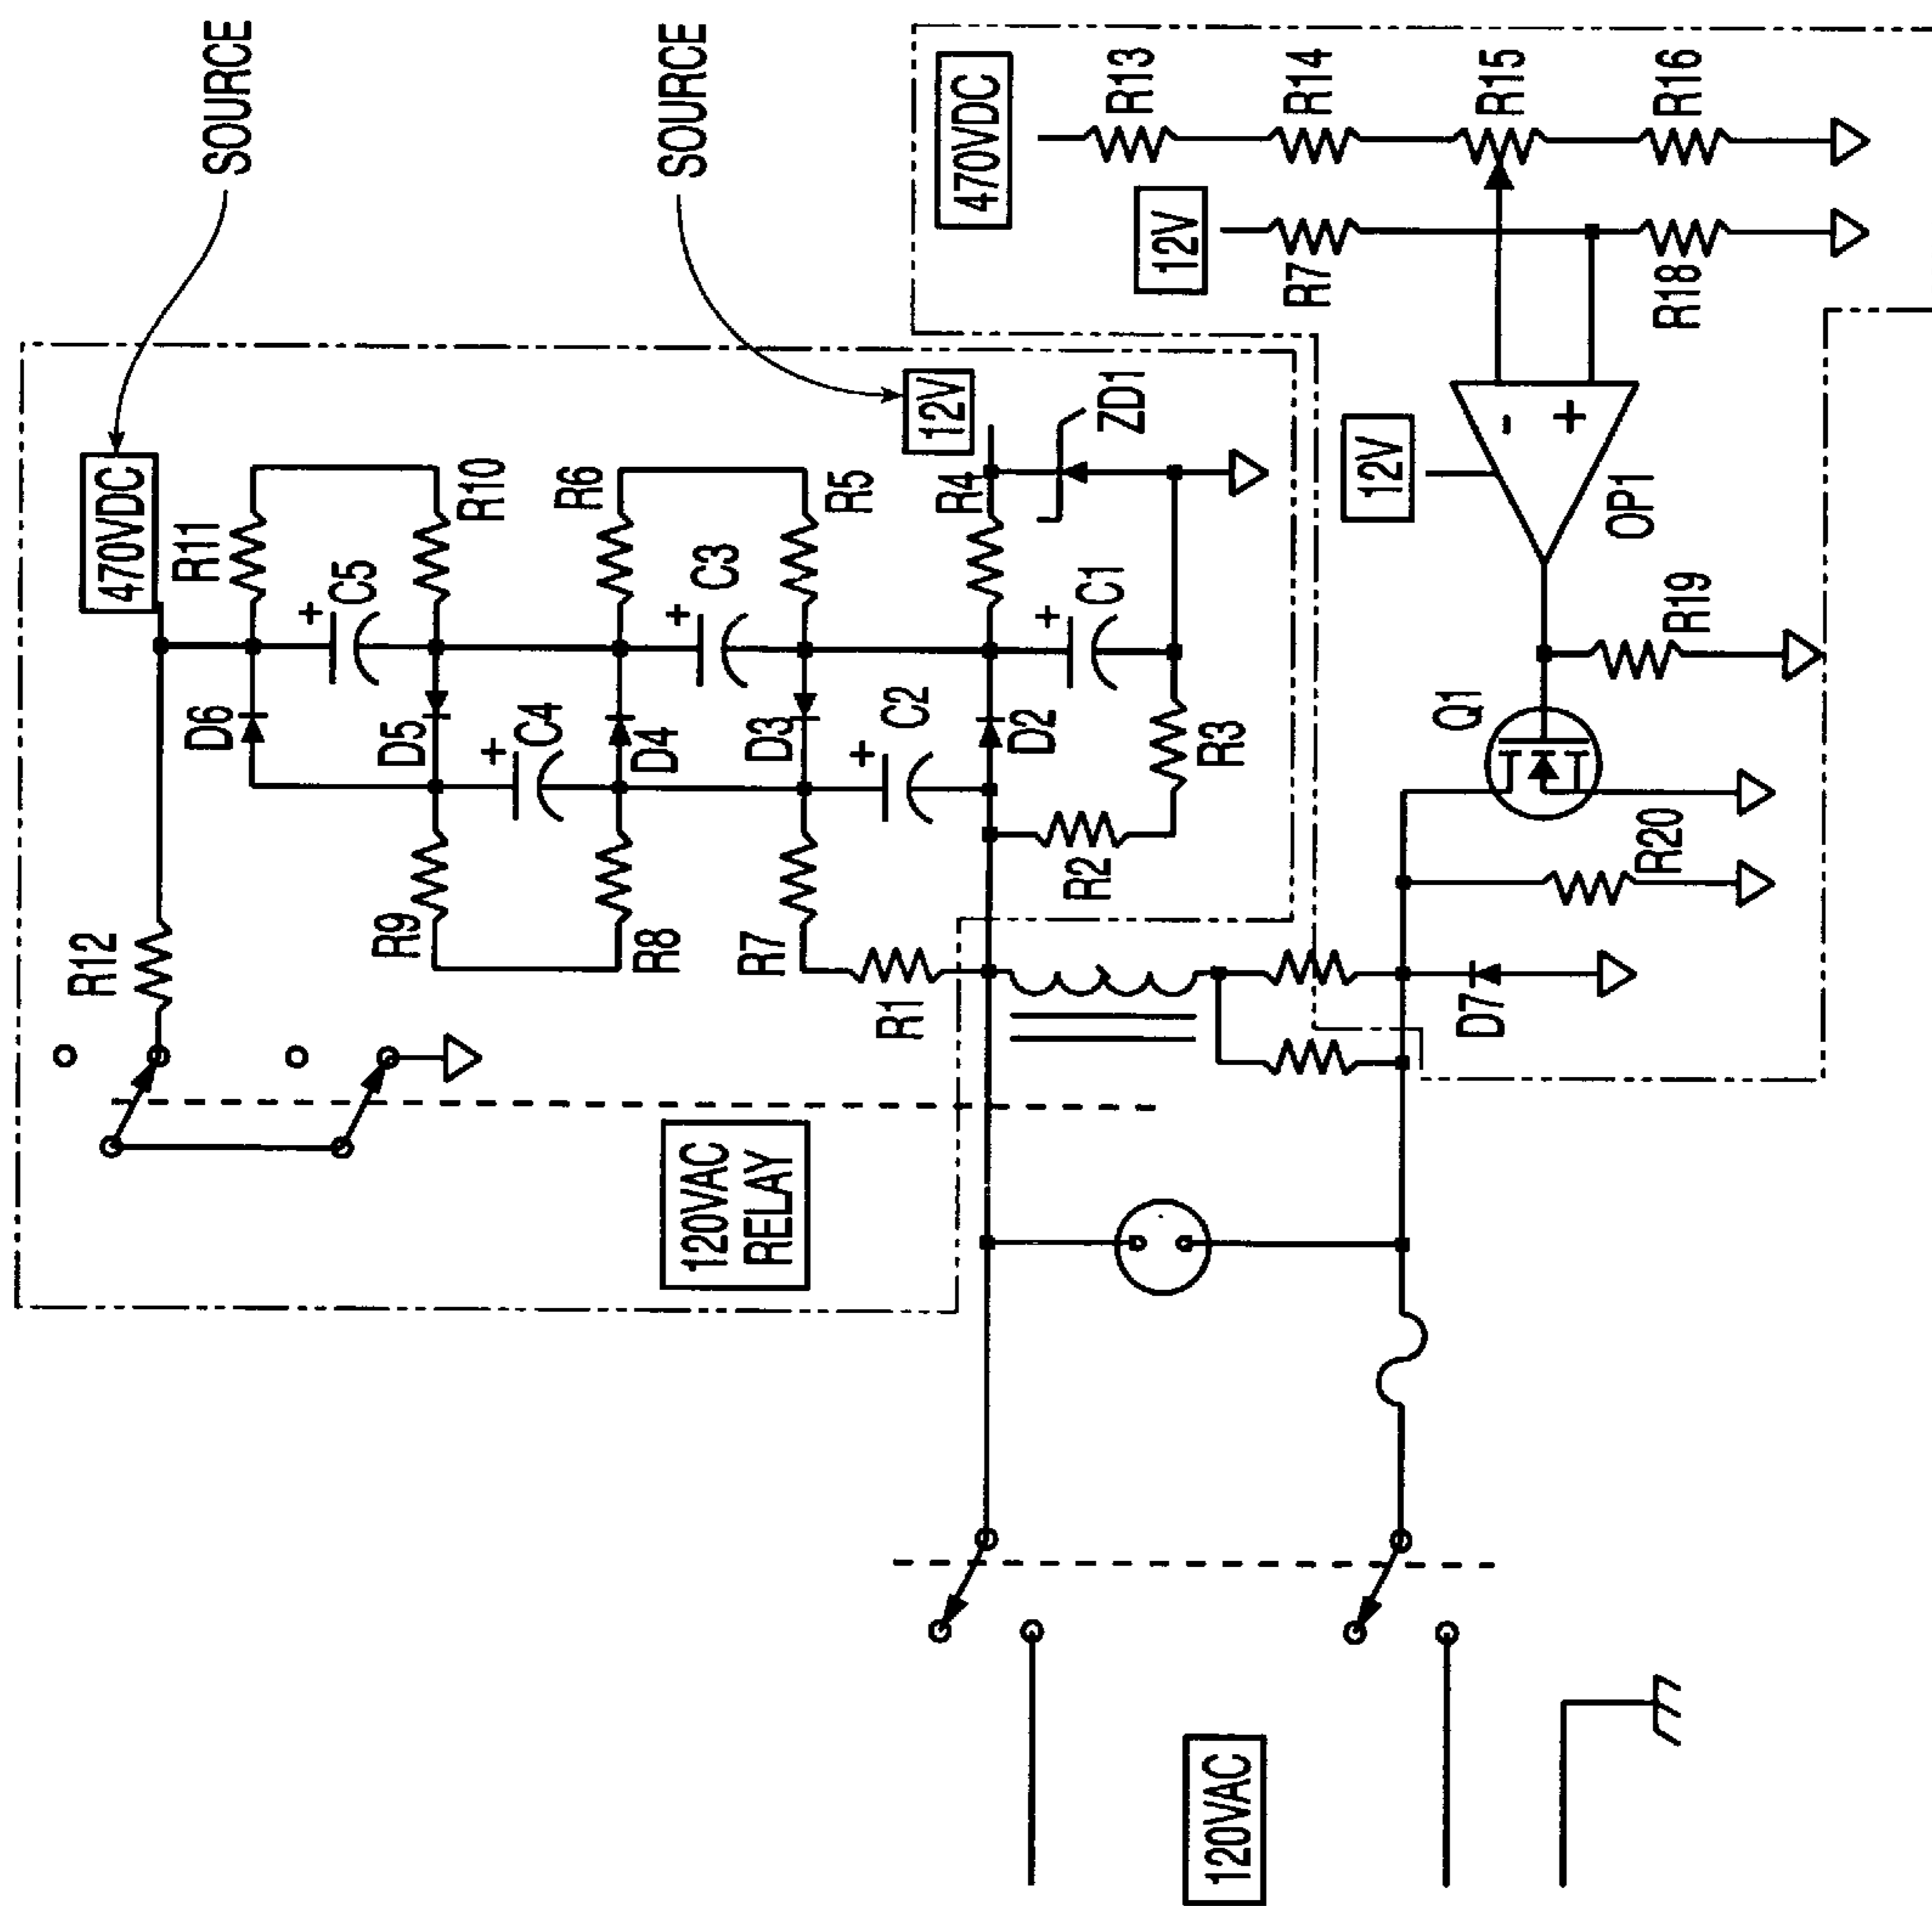 SOURCE
SOURCE
470VDC
R11
C5
R10
D6
D5
C4
R9
R12
R8
R6
C3
R5
D4
D3
C2
R7
R1
12V
R4
ZD1
C1
D2
R3
R2
120VAC
RELAY
470VDC
R13
R14
R15
R16
12V
R7
R18
12V
-
+
OP1
R19
Q1
R20
D7
120VAC
+
+
+
+
+